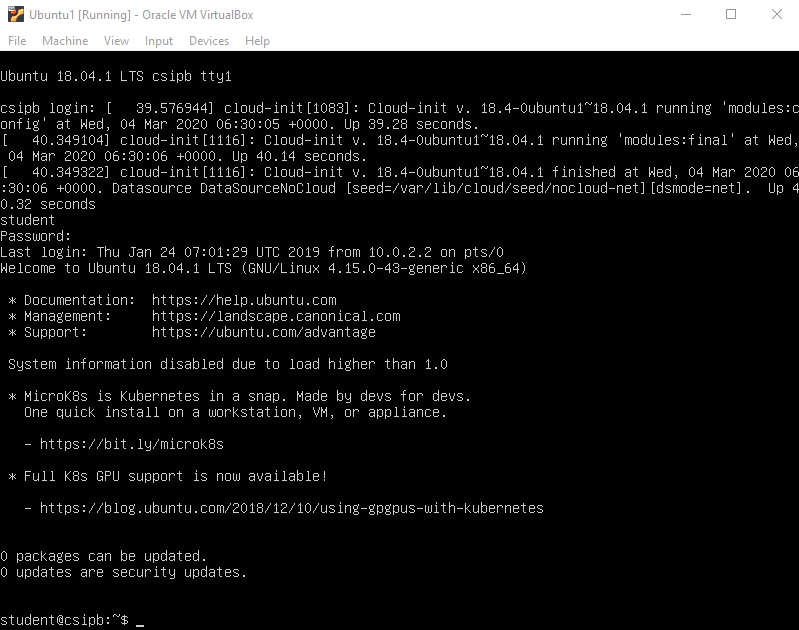 Ubuntu1 [Running] - Oracle VM VirtualBox
File Machine View Input Devices Help
Ubuntu 18.04.1 LTS csipb tty1
csipb login: [   39.576944] cloud-init[1083]: Cloud-init v. 18.4-0ubuntu1~18.04.1 running 'modules:c
onfig' at Wed, 04 Mar 2020 06:30:05 +0000. Up 39.28 seconds.
[   40.349104] cloud-init[1116]: Cloud-init v. 18.4-0ubuntu1~18.04.1 running 'modules:final' at Wed,
 04 Mar 2020 06:30:06 +0000. Up 40.14 seconds.
[   40.349322] cloud-init[1116]: Cloud-init v. 18.4-0ubuntu1~18.04.1 finished at Wed, 04 Mar 2020 06
:30:06 +0000. Datasource DataSourceNoCloud [seed=/var/lib/cloud/seed/nocloud-net][dsmode=net].  Up 4
0.32 seconds
student
Password:
Last login: Thu Jan 24 07:01:29 UTC 2019 from 10.0.2.2 on pts/0
Welcome to Ubuntu 18.04.1 LTS (GNU/Linux 4.15.0-43-generic x86_64)
 * Documentation:  https://help.ubuntu.com
 * Management:     https://landscape.canonical.com
 * Support:        https://ubuntu.com/advantage
 System information disabled due to load higher than 1.0
 * MicroK8s is Kubernetes in a snap. Made by devs for devs.
   One quick install on a workstation, VM, or appliance.
   - https://bit.ly/microk8s
 * Full K8s GPU support is now available!
   - https://blog.ubuntu.com/2018/12/10/using-gpgpus-with-kubernetes
0 packages can be updated.
0 updates are security updates.
student@csipb:~$ _